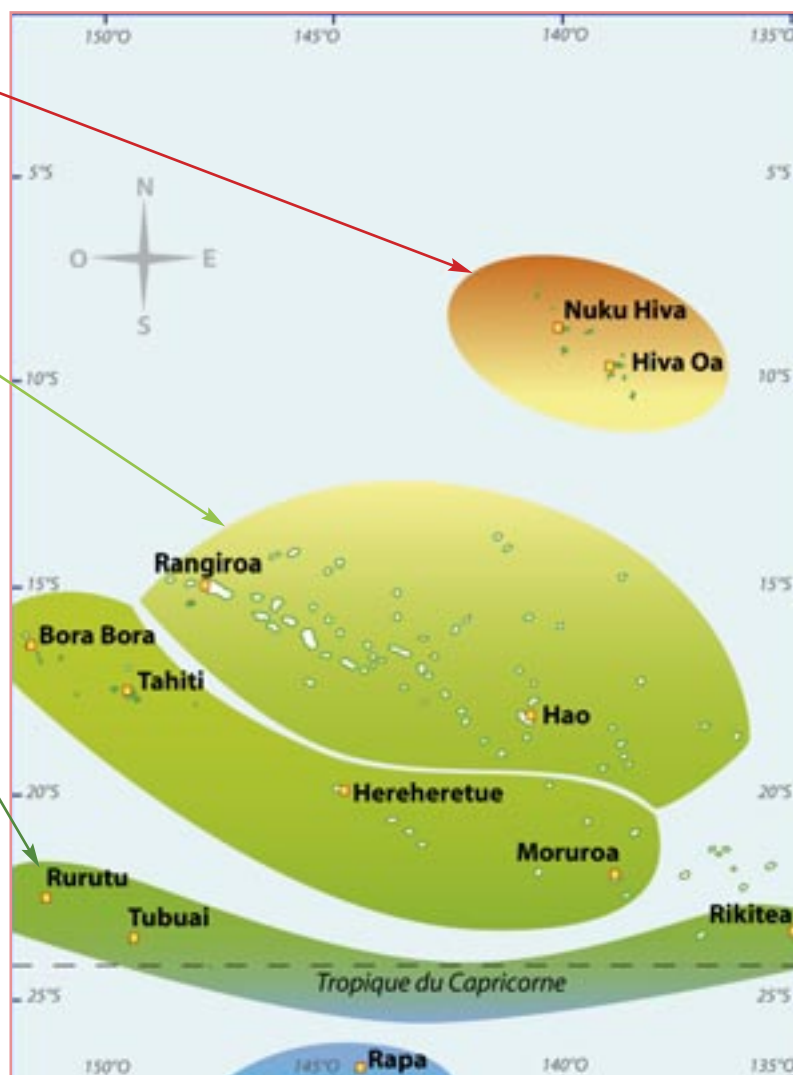 150°O 145°O 140°O 135°O
5°S 5°S
N
O E
S
Nuku Hiva
Hiva Oa
10°S 10°S
Rangiroa
15°S 15°S
Bora Bora
Tahiti
Hao
20°S Hereheretue 20°S
Moruroa
Rurutu
Tubuai Rikitea
Tropique du Capricorne
25°S 25°S
150°O 145°O Rapa 140°O 135°O